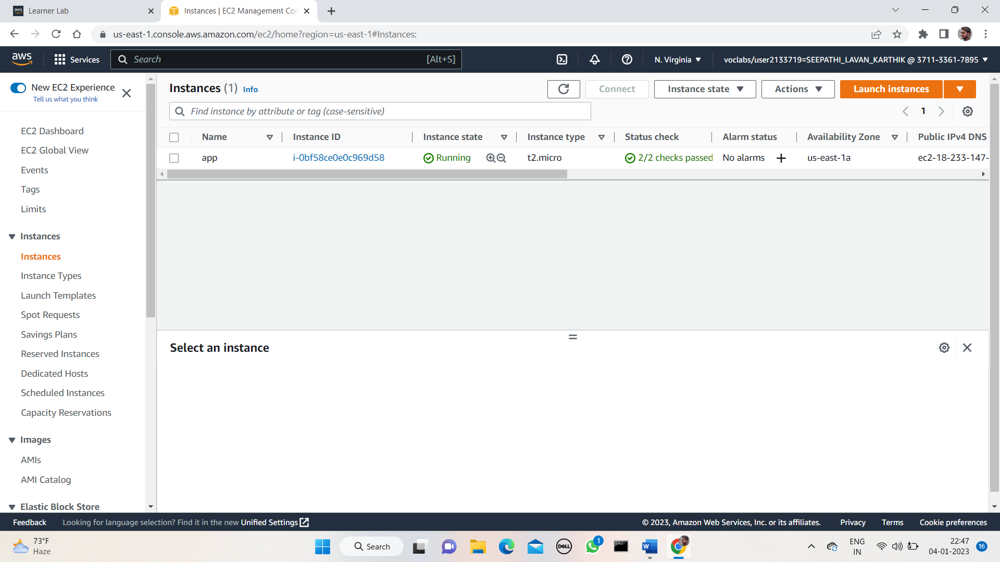 aws Learner Lab
Instances | EC2 Management Con
us-east-1.console.aws.amazon.com/ec2/home?region=us-east-1#Instances:
aws Services Search [Alt+S] N. Virginia voclabs/user2133719=SEEPATHI_LAVAN_KARTHIK @ 3711-3361-7895
New EC2 Experience
Tell us what you think
EC2 Dashboard
EC2 Global View
Events
Tags
Limits
Instances
Instances
Instance Types
Launch Templates
Spot Requests
Savings Plans
Reserved Instances
Dedicated Hosts
Scheduled Instances
Capacity Reservations
Images
AMIs
AMI Catalog
Elastic Block Store
Instances (1) Info Connect Instance state Actions Launch instances
Find instance by attribute or tag (case-sensitive) 1
Name Instance ID Instance state Instance type Status check Alarm status Availability Zone Public IPv4 DNS
app i-0bf58ce0e0c969d58 Running t2.micro 2/2 checks passed No alarms us-east-1a ec2-18-233-147-
Select an instance
Feedback Looking for language selection? Find it in the new Unified Settings © 2023, Amazon Web Services, Inc. or its affiliates. Privacy Terms Cookie preferences
73°F
Haze
Search
DELL
1
W
ENG
IN
22:47
04-01-2023
16